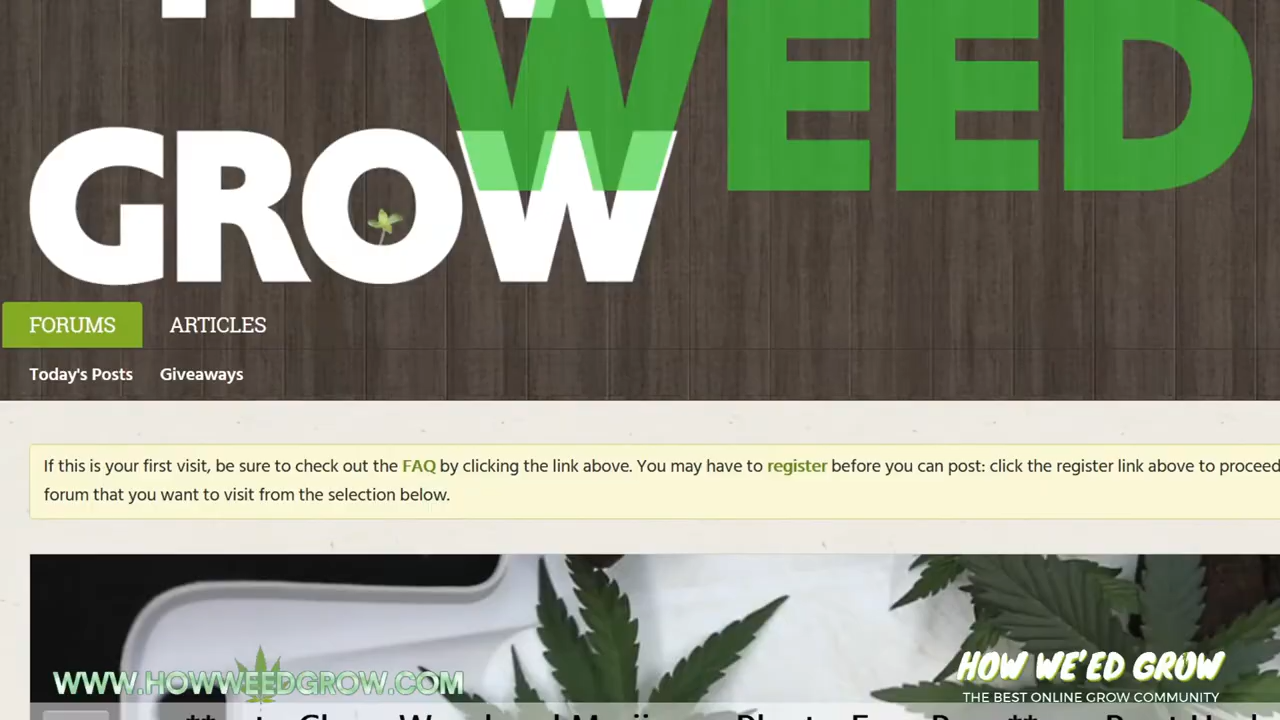 HOW
WEED
GROW
FORUMS ARTICLES
Today's Posts Giveaways
If this is your first visit, be sure to check out the FAQ by clicking the link above. You may have to register before you can post: click the register link above to proceed
forum that you want to visit from the selection below.
WWW.HOWWEEDGROW.COM
HOW WE'ED GROW
THE BEST ONLINE GROW COMMUNITY